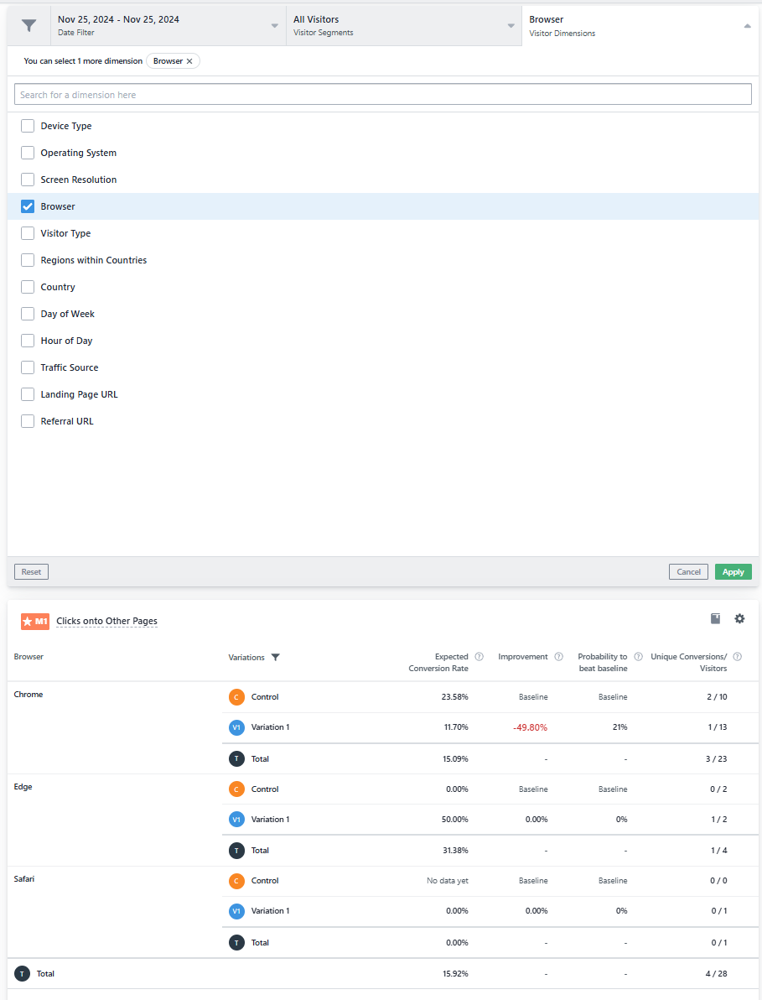 Nov 25, 2024 - Nov 25, 2024
Date Filter
All Visitors
Visitor Segments
Browser
Visitor Dimensions
You can select 1 more dimension Browser ×
Search for a dimension here
Device Type
Operating System
Screen Resolution
Browser
Visitor Type
Regions within Countries
Country
Day of Week
Hour of Day
Traffic Source
Landing Page URL
Referral URL
Reset Cancel Apply
★ M1 Clicks onto Other Pages
Browser Variations Expected Conversion Rate ? Improvement ? Probability to beat baseline ? Unique Conversions/ Visitors ?
Chrome C Control 23.58% Baseline Baseline 2 / 10
V1 Variation 1 11.70% -49.80% 21% 1 / 13
T Total 15.09% - - 3 / 23
Edge C Control 0.00% Baseline Baseline 0 / 2
V1 Variation 1 50.00% 0.00% 0% 1 / 2
T Total 31.38% - - 1 / 4
Safari C Control No data yet Baseline Baseline 0 / 0
V1 Variation 1 0.00% 0.00% 0% 0 / 1
T Total 0.00% - - 0 / 1
T Total 15.92% - - 4 / 28